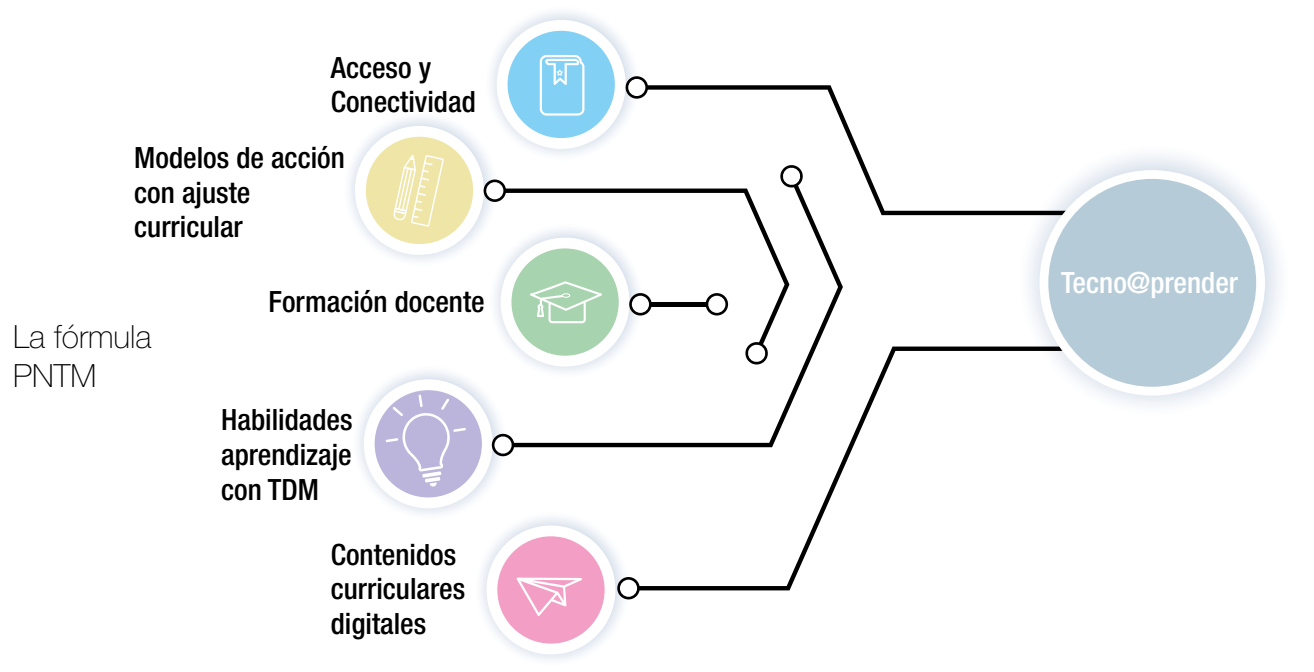 La fórmula
PNTM
Acceso y
Conectividad
Modelos de acción
con ajuste
curricular
Formación docente
Habilidades
aprendizaje
con TDM
Contenidos
curriculares
digitales
Tecno@prender